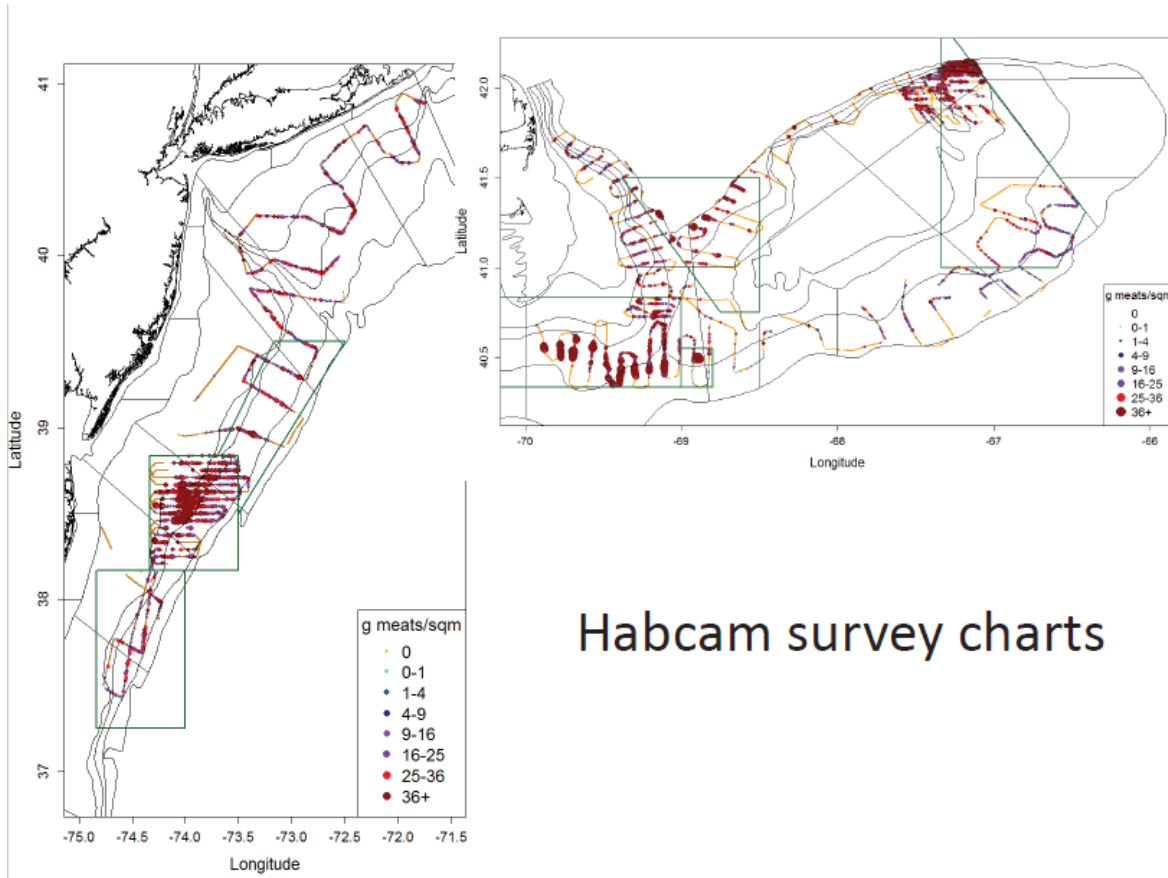 41
40
39
38
37
Latitude
-75.0 -74.5 -74.0 -73.5 -73.0 -72.5 -72.0 -71.5
Longitude
g meats/sqm
0
0-1
1-4
4-9
9-16
16-25
25-36
36+
42.0
41.5
41.0
40.5
Latitude
-70 -69 -68 -67 -66
Longitude
g meats/sqm
0
0-1
1-4
4-9
9-16
16-25
25-36
36+
Habcam survey charts